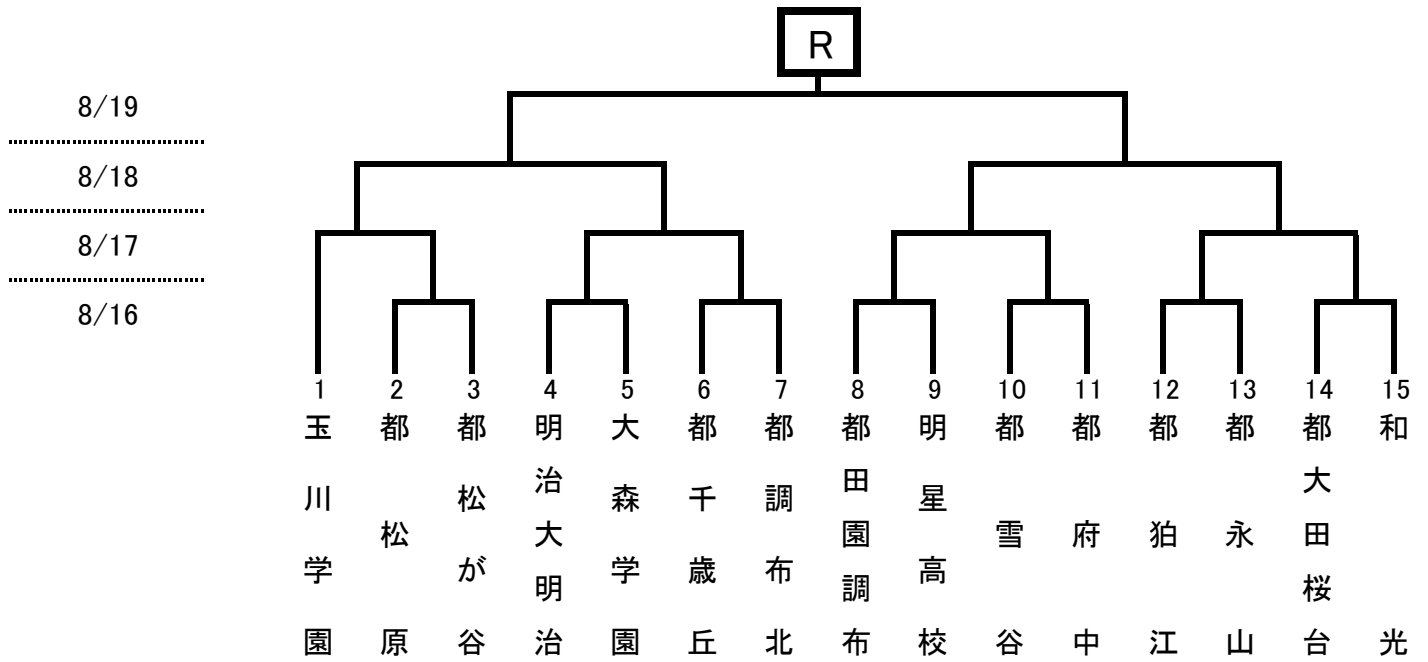 R
8/19
8/18
8/17
8/16
1 2 3 4 5 6 7 8 9 10 11 12 13 14 15
玉川学園
都松原
都松が谷
明治大明治
大森学園
都千歳丘
都調布北
都田園調布
明星高校
都雪谷
都府中
都狛江
都永山
都大田桜台
和光